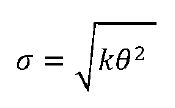 σ = √(kθ²)